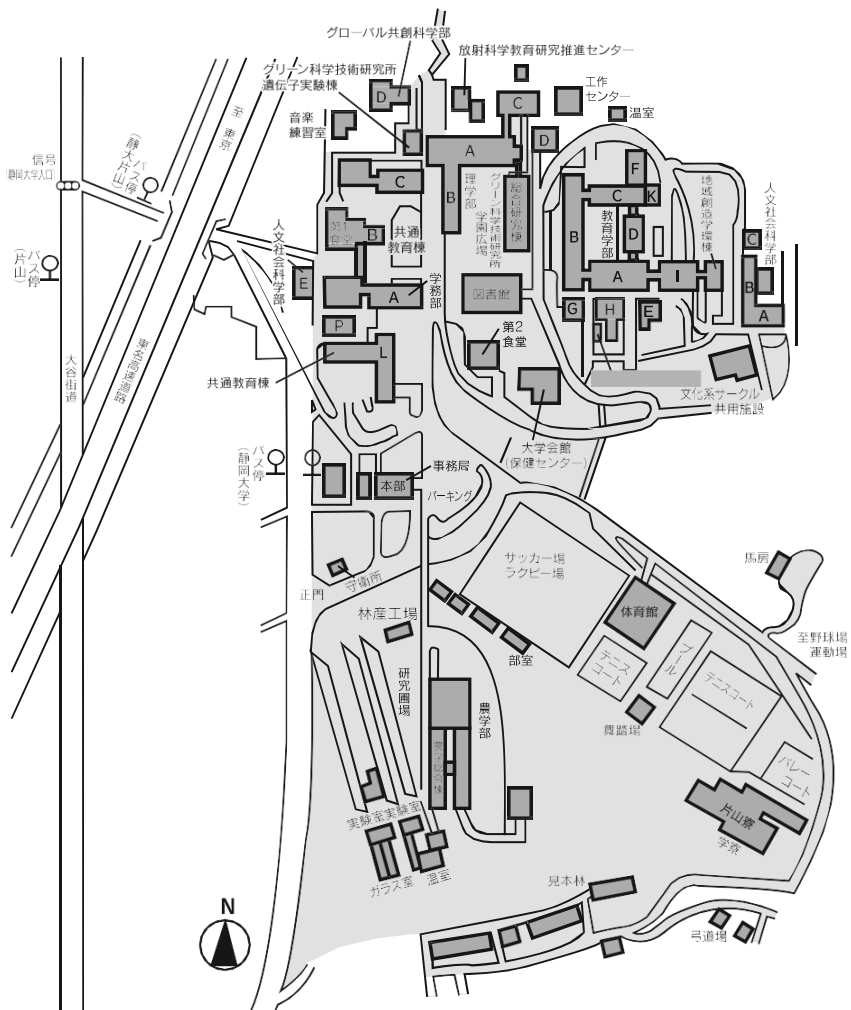 グローバル共創科学部
放射科学教育研究推進センター
グリーン科学技術研究所
遺伝子実験棟
工作
センター
温室
音楽
練習室
D
C
D
A
B
C
至 東京
信号
(静岡大学入口)
バス停
(静大片山)
バス停
(片山)
理学部
グリーン科学技術研究所
総合研究棟
学園広場
F
C
K
D
B
教育学部
A
I
地域創造学環棟
人文社会科学部
C
B
A
第1
食堂
B
共通
教育棟
人文社会科学部
E
学務部
A
P
L
共通教育棟
図書館
第2
食堂
G
H
E
文化系サークル
共用施設
大学会館
(保健センター)
大谷街道
東名高速道路
バス停
(静岡大学)
事務局
本部
パーキング
正門
守衛所
サッカー場
ラクビー場
馬房
体育館
至野球場
運動場
林産工場
部室
テニス
コート
プール
テニスコート
研究圃場
農学部
舞踏場
バレー
コート
片山寮
学寮
実験室
実験室
ガラス室
温室
見本林
弓道場
N